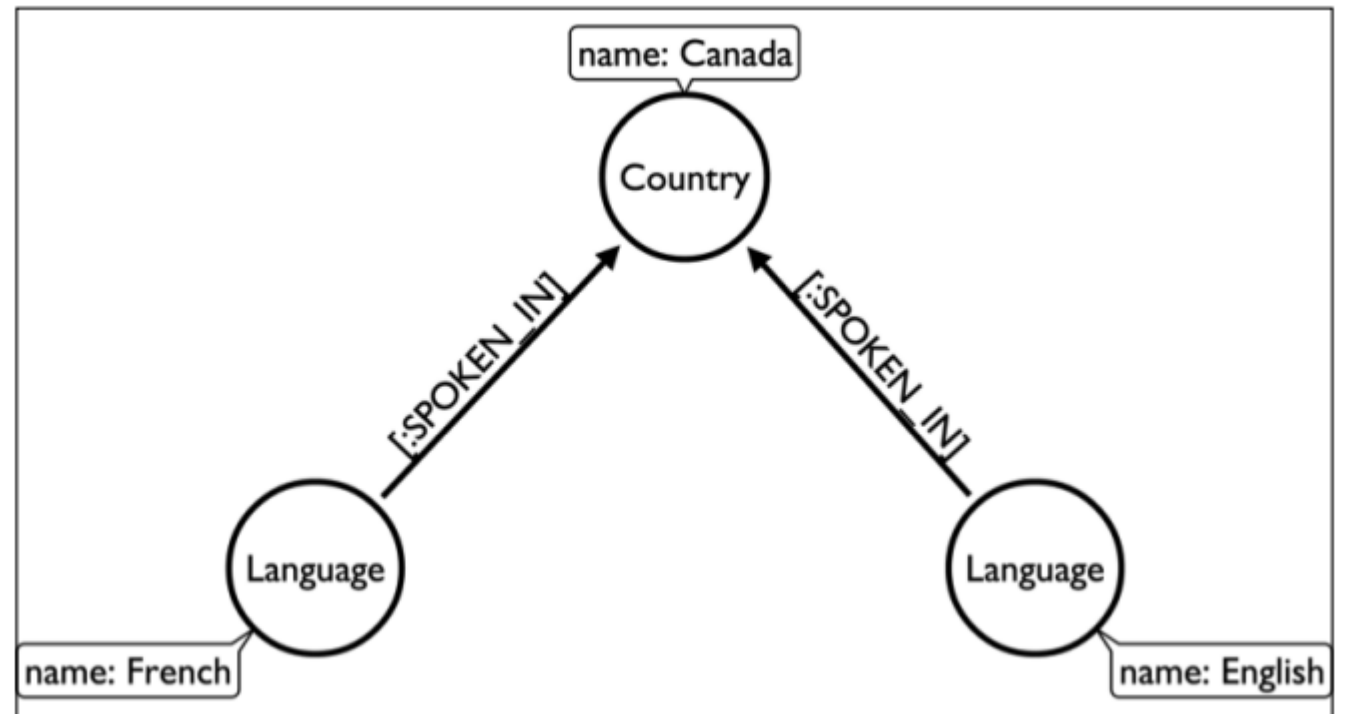 name: Canada
Country
[:SPOKEN_IN]
[:SPOKEN_IN]
Language
Language
name: French
name: English